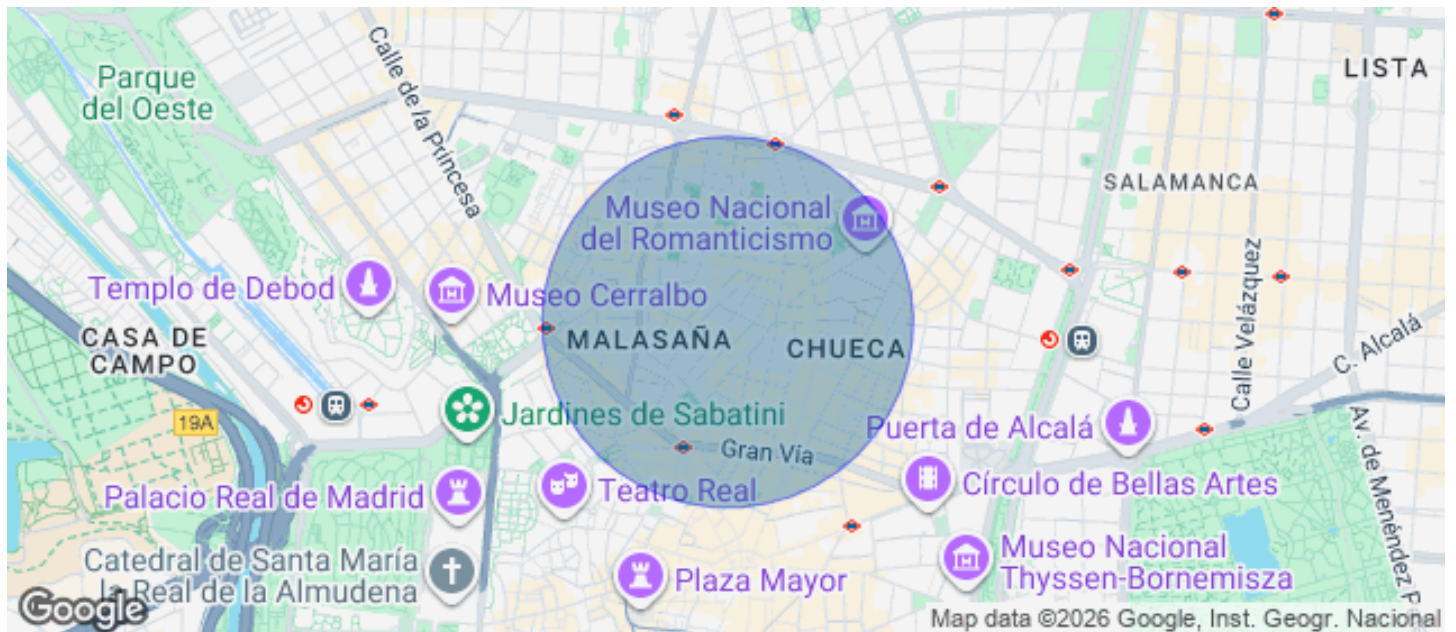 Parque
del Oeste
Calle de la Princesa
LISTA
SALAMANCA
Museo Nacional
del Romanticismo
Templo de Debod
Museo Cerralbo
Calle Velázquez
CASA DE
CAMPO
MALASAÑA
CHUECA
C. Alcalá
19A
Jardines de Sabatini
Puerta de Alcalá
Gran Vía
Palacio Real de Madrid
Teatro Real
Círculo de Bellas Artes
Av. de Menéndez
Catedral de Santa María
la Real de la Almudena
Plaza Mayor
Museo Nacional
Thyssen-Bornemisza
Google
Map data ©2026 Google, Inst. Geogr. Nacional